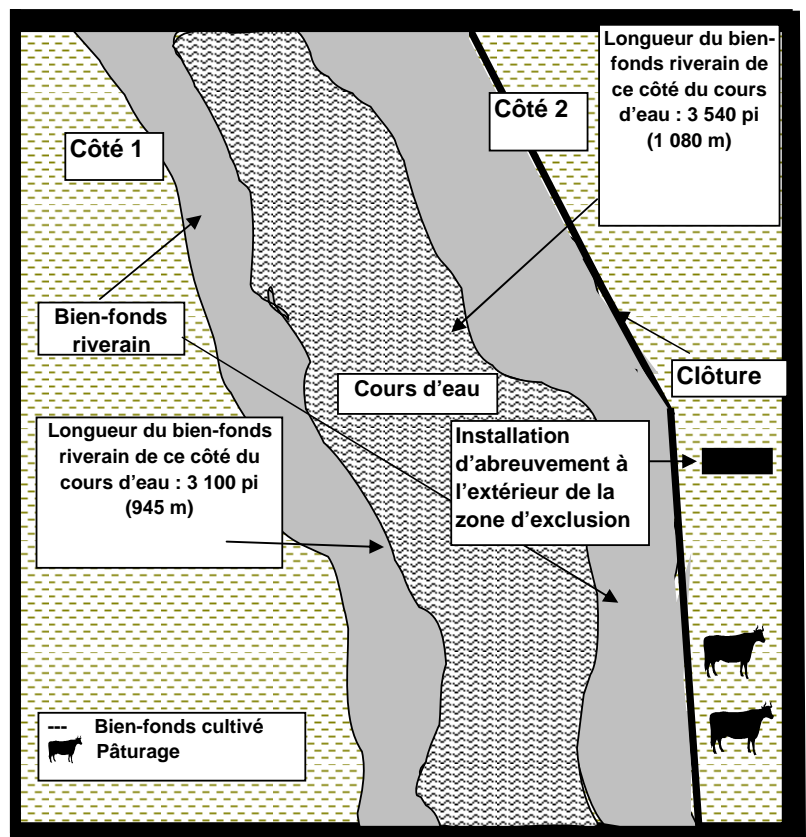 Longueur du bien-
fonds riverain de
ce côté du cours
d'eau : 3 540 pi
(1 080 m)
Côté 2
Côté 1
Bien-fonds
riverain
Clôture
Cours d'eau
Longueur du bien-fonds
riverain de ce côté du
cours d'eau : 3 100 pi
(945 m)
Installation
d'abreuvement à
l'extérieur de la
zone d'exclusion
--- Bien-fonds cultivé
Pâturage